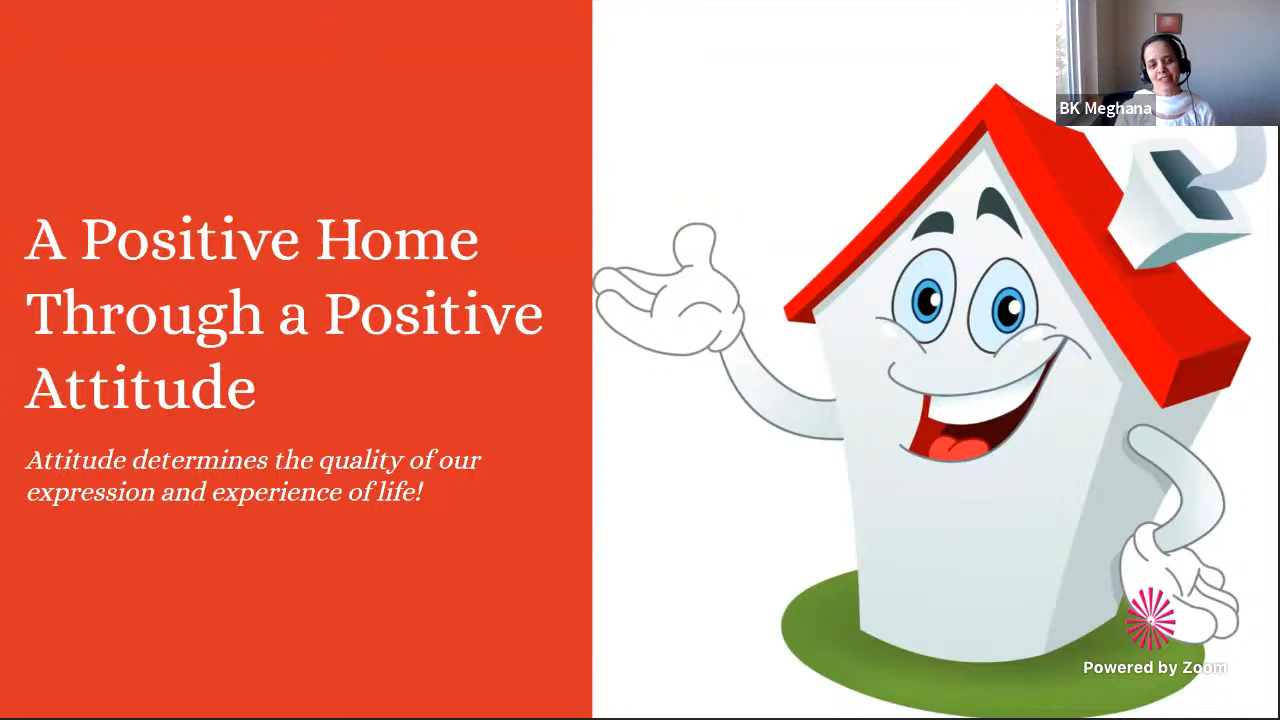 BK Meghana
A Positive Home
Through a Positive
Attitude
Attitude determines the quality of our
expression and experience of life!
Powered by Zoom